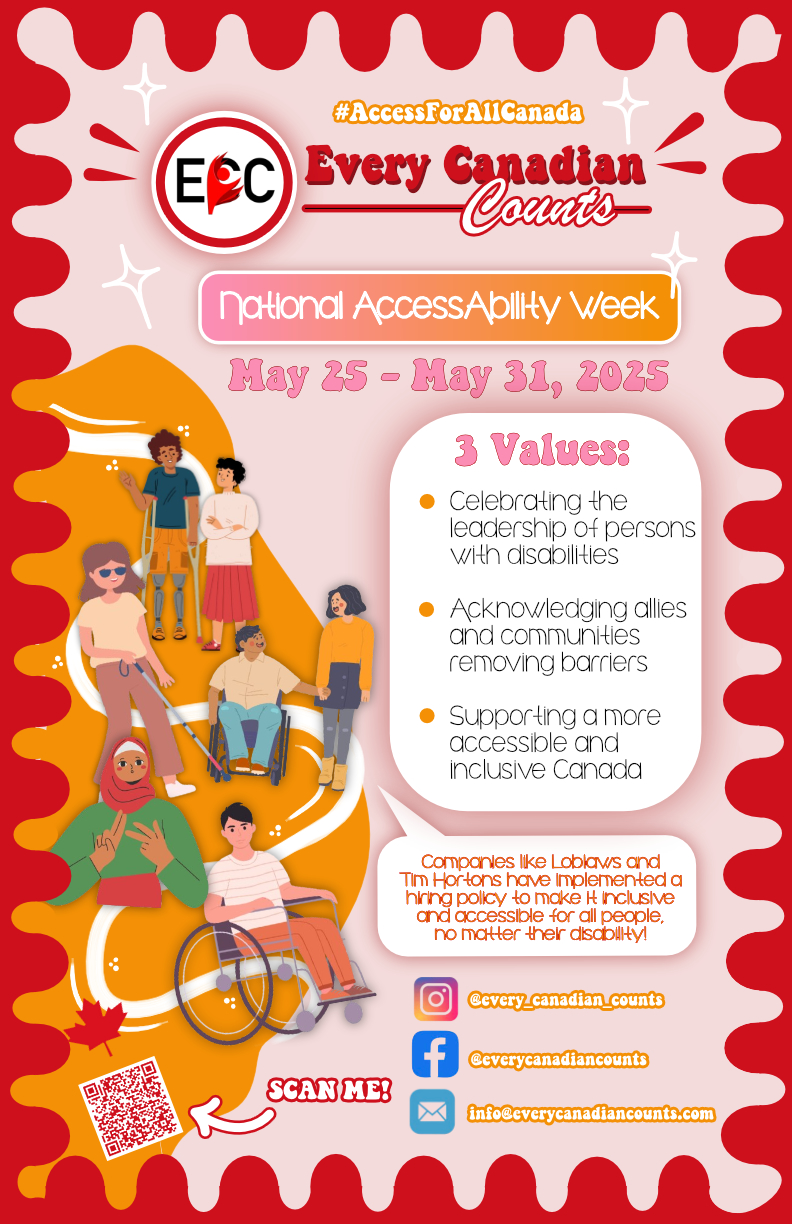 #AccessForAllCanada
ECC
Every Canadian
Counts
National AccessAbility Week
May 25 - May 31, 2025
3 Values:
Celebrating the
leadership of persons
with disabilities
Acknowledging allies
and communities
removing barriers
Supporting a more
accessible and
inclusive Canada
Companies like Loblaws and
Tim Hortons have implemented a
hiring policy to make it inclusive
and accessible for all people,
no matter their disability!
@every_canadian_counts
@everycanadiancounts
SCAN ME!
info@everycanadiancounts.com